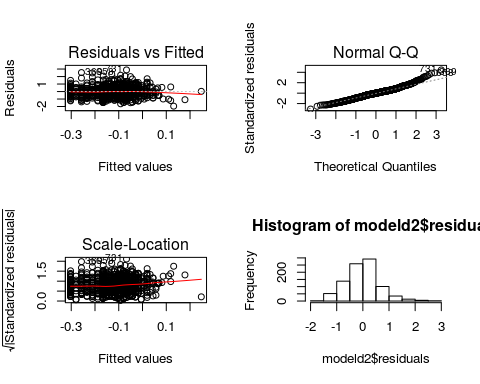 Residuals vs Fitted
Residuals
-2
1
-0.3
-0.1
0.1
Fitted values
Normal Q-Q
Standardized residuals
-2
2
-3
-1
0
1
2
3
Theoretical Quantiles
Scale-Location
√|Standardized residuals|
0.0
1.5
-0.3
-0.1
0.1
Fitted values
Histogram of modeld2$residua
Frequency
0
200
-2
-1
0
1
2
3
modeld2$residuals